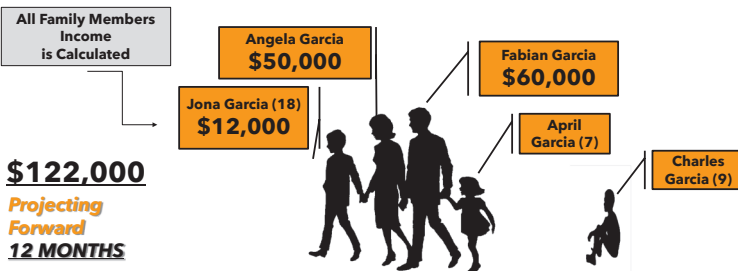 All Family Members
Income
is Calculated
Angela Garcia
$50,000
Fabian Garcia
$60,000
Jona Garcia (18)
$12,000
April
Garcia (7)
Charles
Garcia (9)
$122,000
Projecting
Forward
12 MONTHS